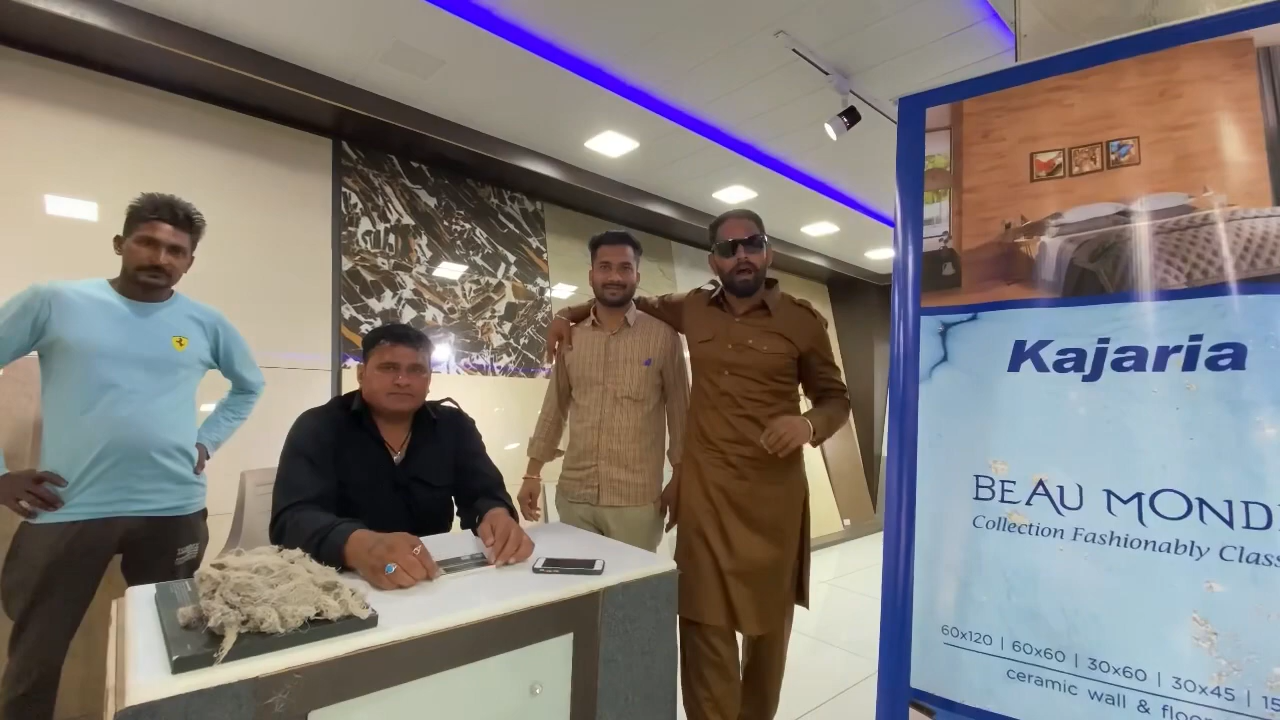 Kajaria
BEAU MOND
Collection Fashionably Class
60x120 | 60x60 | 30x60 | 30x45 | 15
ceramic wall & floo